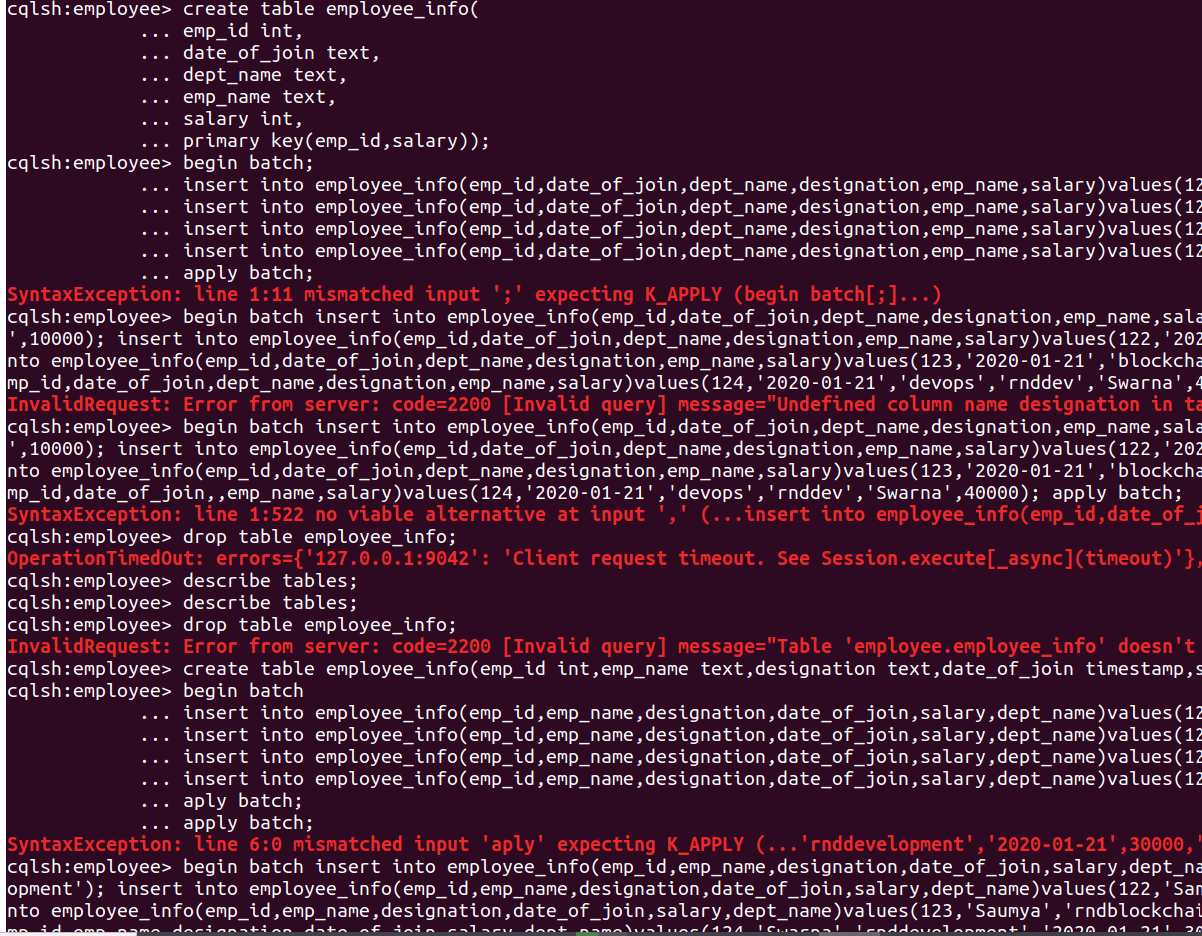 cqlsh:employee> create table employee_info(
... emp_id int,
... date_of_join text,
... dept_name text,
... emp_name text,
... salary int,
... primary key(emp_id,salary));
cqlsh:employee> begin batch;
... insert into employee_info(emp_id,date_of_join,dept_name,designation,emp_name,salary)values(12
... insert into employee_info(emp_id,date_of_join,dept_name,designation,emp_name,salary)values(12
... insert into employee_info(emp_id,date_of_join,dept_name,designation,emp_name,salary)values(12
... insert into employee_info(emp_id,date_of_join,dept_name,designation,emp_name,salary)values(12
... apply batch;
SyntaxException: line 1:11 mismatched input ';' expecting K_APPLY (begin batch[;]...)
cqlsh:employee> begin batch insert into employee_info(emp_id,date_of_join,dept_name,designation,emp_name,sala
',10000); insert into employee_info(emp_id,date_of_join,dept_name,designation,emp_name,salary)values(122,'202
nto employee_info(emp_id,date_of_join,dept_name,designation,emp_name,salary)values(123,'2020-01-21','blockcha
mp_id,date_of_join,dept_name,designation,emp_name,salary)values(124,'2020-01-21','devops','rnddev','Swarna',4
InvalidRequest: Error from server: code=2200 [Invalid query] message="Undefined column name designation in ta
cqlsh:employee> begin batch insert into employee_info(emp_id,date_of_join,dept_name,designation,emp_name,sala
',10000); insert into employee_info(emp_id,date_of_join,dept_name,designation,emp_name,salary)values(122,'202
nto employee_info(emp_id,date_of_join,dept_name,designation,emp_name,salary)values(123,'2020-01-21','blockcha
mp_id,date_of_join,,emp_name,salary)values(124,'2020-01-21','devops','rnddev','Swarna',40000); apply batch;
SyntaxException: line 1:522 no viable alternative at input ',' (...insert into employee_info(emp_id,date_of_j
cqlsh:employee> drop table employee_info;
OperationTimedOut: errors={'127.0.0.1:9042': 'Client request timeout. See Session.execute[_async](timeout)'},
cqlsh:employee> describe tables;
cqlsh:employee> describe tables;
cqlsh:employee> drop table employee_info;
InvalidRequest: Error from server: code=2200 [Invalid query] message="Table 'employee.employee_info' doesn't
cqlsh:employee> create table employee_info(emp_id int,emp_name text,designation text,date_of_join timestamp,s
cqlsh:employee> begin batch
... insert into employee_info(emp_id,emp_name,designation,date_of_join,salary,dept_name)values(12
... insert into employee_info(emp_id,emp_name,designation,date_of_join,salary,dept_name)values(12
... insert into employee_info(emp_id,emp_name,designation,date_of_join,salary,dept_name)values(12
... insert into employee_info(emp_id,emp_name,designation,date_of_join,salary,dept_name)values(12
... aply batch;
... apply batch;
SyntaxException: line 6:0 mismatched input 'aply' expecting K_APPLY (...'rnddevelopment','2020-01-21',30000,'
cqlsh:employee> begin batch insert into employee_info(emp_id,emp_name,designation,date_of_join,salary,dept_na
opment'); insert into employee_info(emp_id,emp_name,designation,date_of_join,salary,dept_name)values(122,'San
nto employee_info(emp_id,emp_name,designation,date_of_join,salary,dept_name)values(123,'Saumya','rndblockchai
mp_id,emp_name,designation,date_of_join,salary,dept_name)values(124,'Swarna','rnddevelopment','2020-01-21',30